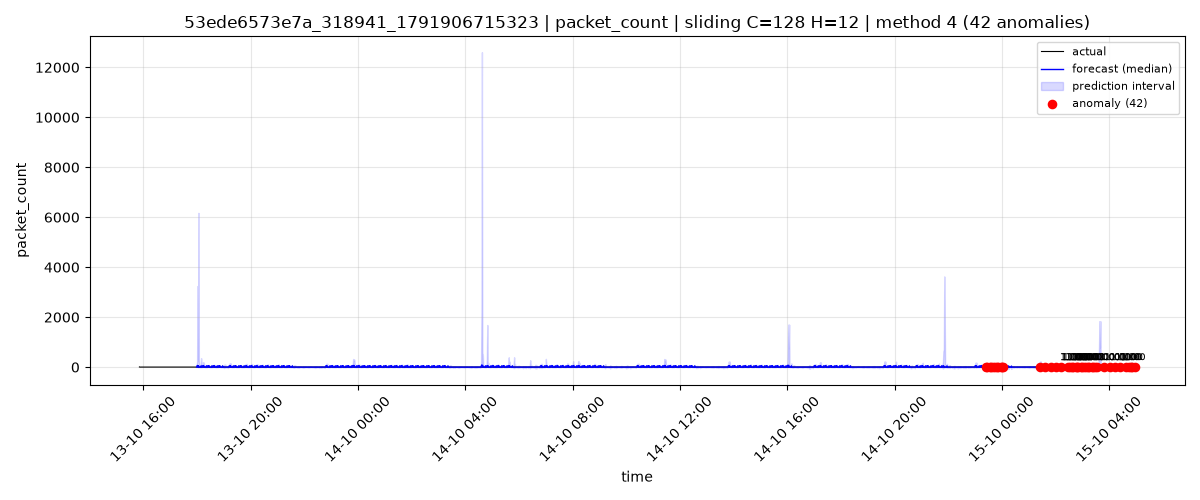 53ede6573e7a_318941_1791906715323 | packet_count | sliding C=128 H=12 | method 4 (42 anomalies)
actual
forecast (median)
prediction interval
anomaly (42)
packet_count
12000
10000
8000
6000
4000
2000
0
13-10 16:00
13-10 20:00
14-10 00:00
14-10 04:00
14-10 08:00
14-10 12:00
14-10 16:00
14-10 20:00
15-10 00:00
15-10 04:00
time